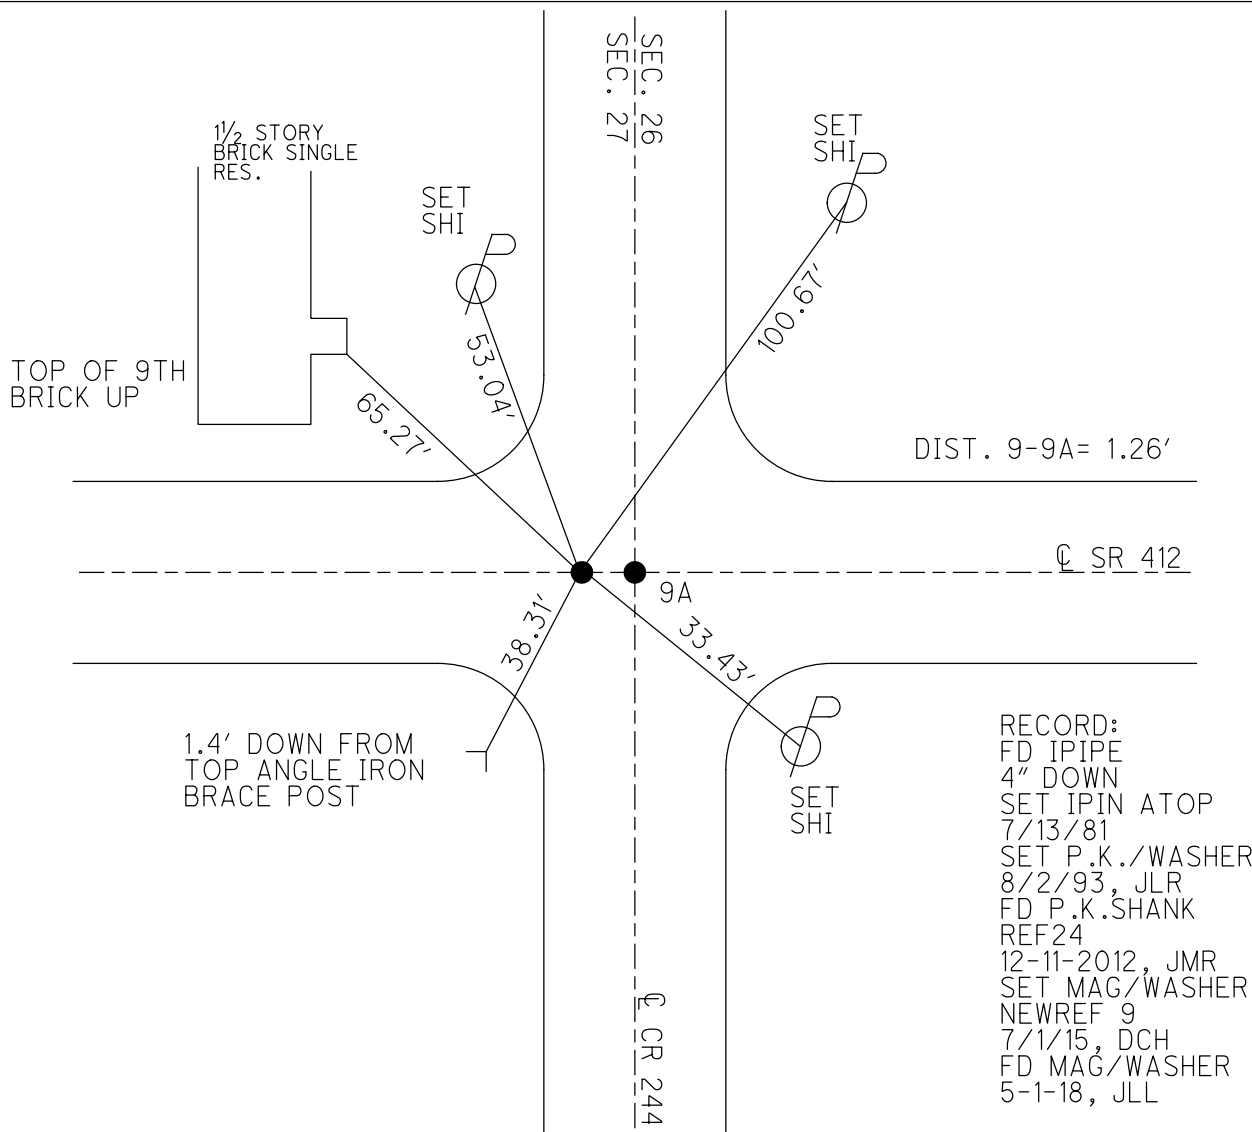 SEC. 26
SEC. 27
1½ STORY
BRICK SINGLE
RES.
SET
SHI
SET
SHI
53.04'
100.67'
TOP OF 9TH
BRICK UP
65.27'
DIST. 9-9A= 1.26'
℄ SR 412
9A
38.31'
33.43'
1.4' DOWN FROM
TOP ANGLE IRON
BRACE POST
SET
SHI
RECORD:
FD IPIPE
4" DOWN
SET IPIN ATOP
7/13/81
SET P.K./WASHER
8/2/93, JLR
FD P.K.SHANK
REF24
12-11-2012, JMR
SET MAG/WASHER
NEWREF 9
7/1/15, DCH
FD MAG/WASHER
5-1-18, JLL
℄ CR 244